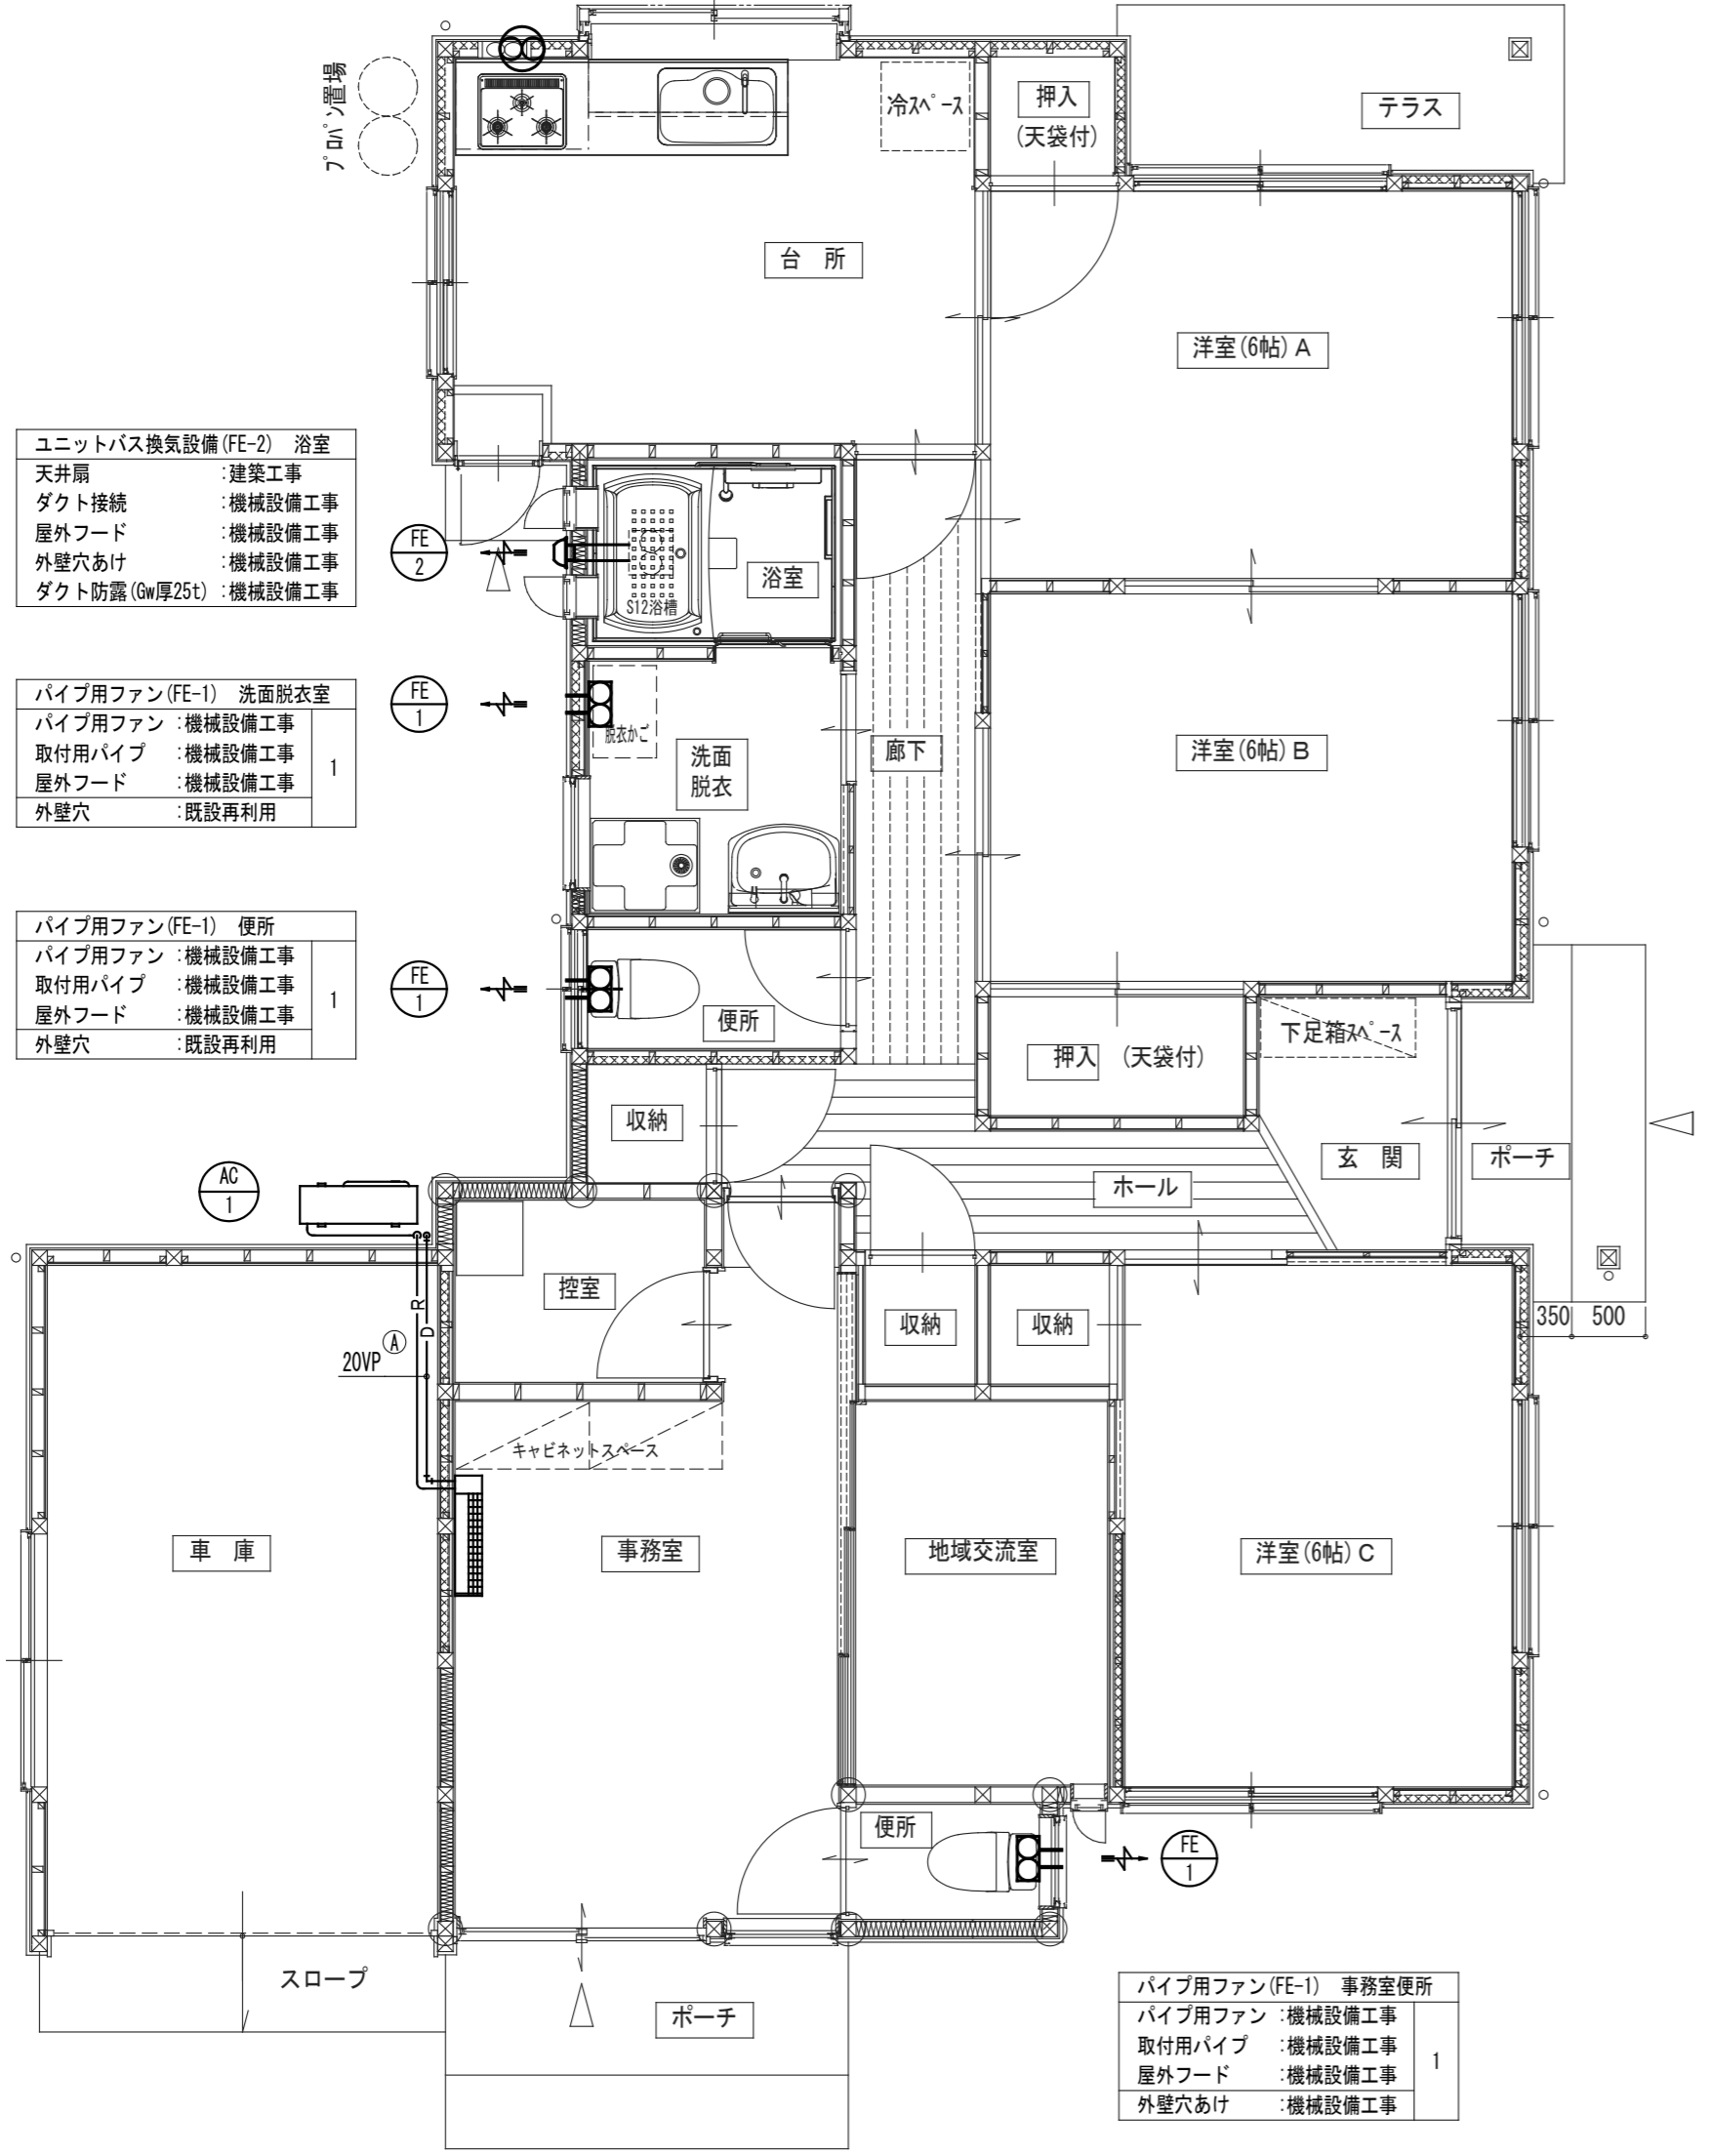 プロパン置場
冷スペース
押入
(天袋付)
テラス
台 所
洋室(6帖)A
ユニットバス換気設備(FE-2) 浴室
天井扇 :建築工事
ダクト接続 :機械設備工事
屋外フード :機械設備工事
外壁穴あけ :機械設備工事
ダクト防露(Gw厚25t) :機械設備工事
FE
2
浴室
S12浴槽
パイプ用ファン(FE-1) 洗面脱衣室
パイプ用ファン :機械設備工事
取付用パイプ :機械設備工事
屋外フード :機械設備工事
1
外壁穴 :既設再利用
FE
1
脱衣かご
洗面
脱衣
廊下
洋室(6帖)B
パイプ用ファン(FE-1) 便所
パイプ用ファン :機械設備工事
取付用パイプ :機械設備工事
屋外フード :機械設備工事
1
外壁穴 :既設再利用
FE
1
便所
押入 (天袋付)
下足箱スペース
収納
玄 関
ポーチ
ホール
AC
1
控室
収納
収納
350 500
R
D
A
20VP
キャビネットスペース
車 庫
事務室
地域交流室
洋室(6帖)C
便所
FE
1
スロープ
ポーチ
パイプ用ファン(FE-1) 事務室便所
パイプ用ファン :機械設備工事
取付用パイプ :機械設備工事
屋外フード :機械設備工事
1
外壁穴あけ :機械設備工事